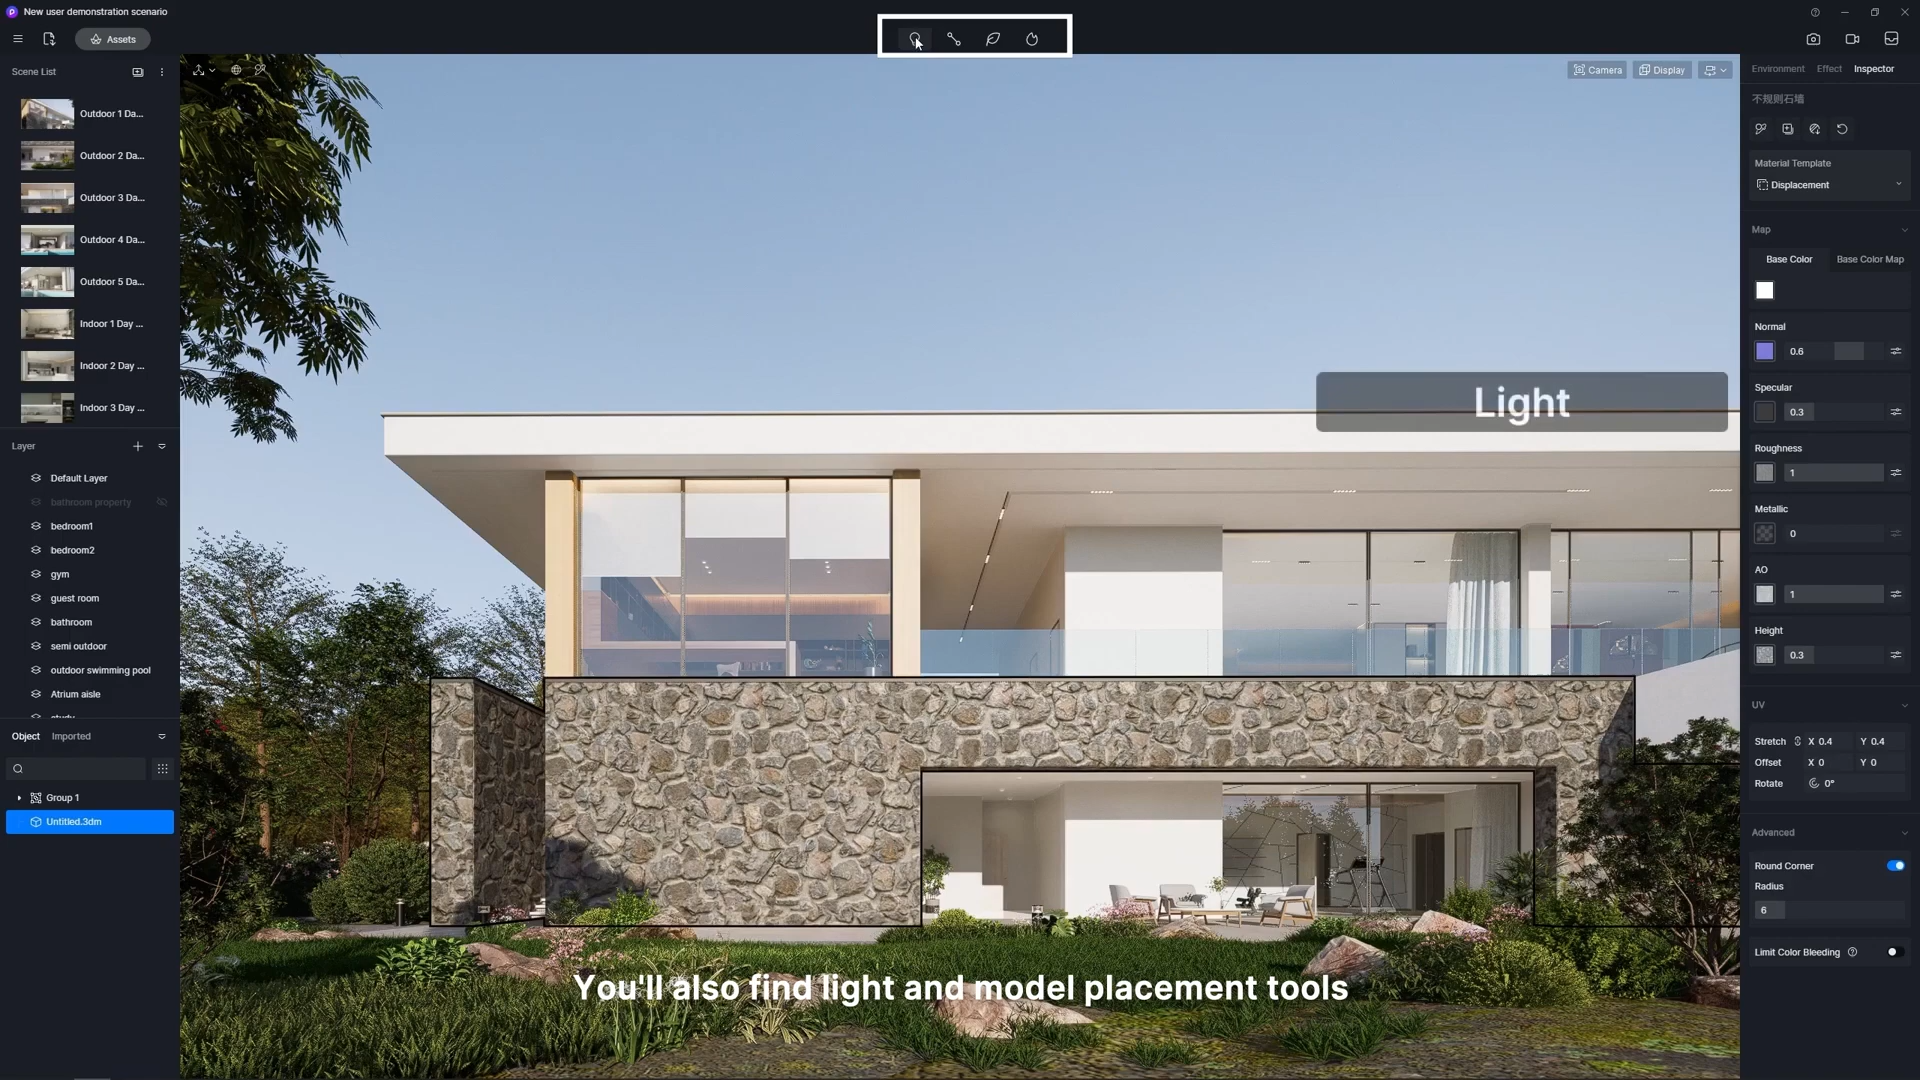 New user demonstration scenario
Assets
Scene List
Outdoor 1 Da...
Outdoor 2 Da...
Outdoor 3 Da...
Outdoor 4 Da...
Outdoor 5 Da...
Indoor 1 Day ...
Indoor 2 Day ...
Indoor 3 Day ...
Layer
Default Layer
bathroom property
bedroom1
bedroom2
gym
guest room
bathroom
semi outdoor
outdoor swimming pool
Atrium aisle
study
Object Imported
Group 1
Untitled.3dm
Camera Display
Light
You'll also find light and model placement tools
Environment Effect Inspector
不规则石墙
Material Template
Displacement
Map
Base Color Base Color Map
Normal
0.6
Specular
0.3
Roughness
1
Metallic
0
AO
1
Height
0.3
UV
Stretch X 0.4 Y 0.4
Offset X 0 Y 0
Rotate 0°
Advanced
Round Corner
Radius
6
Limit Color Bleeding